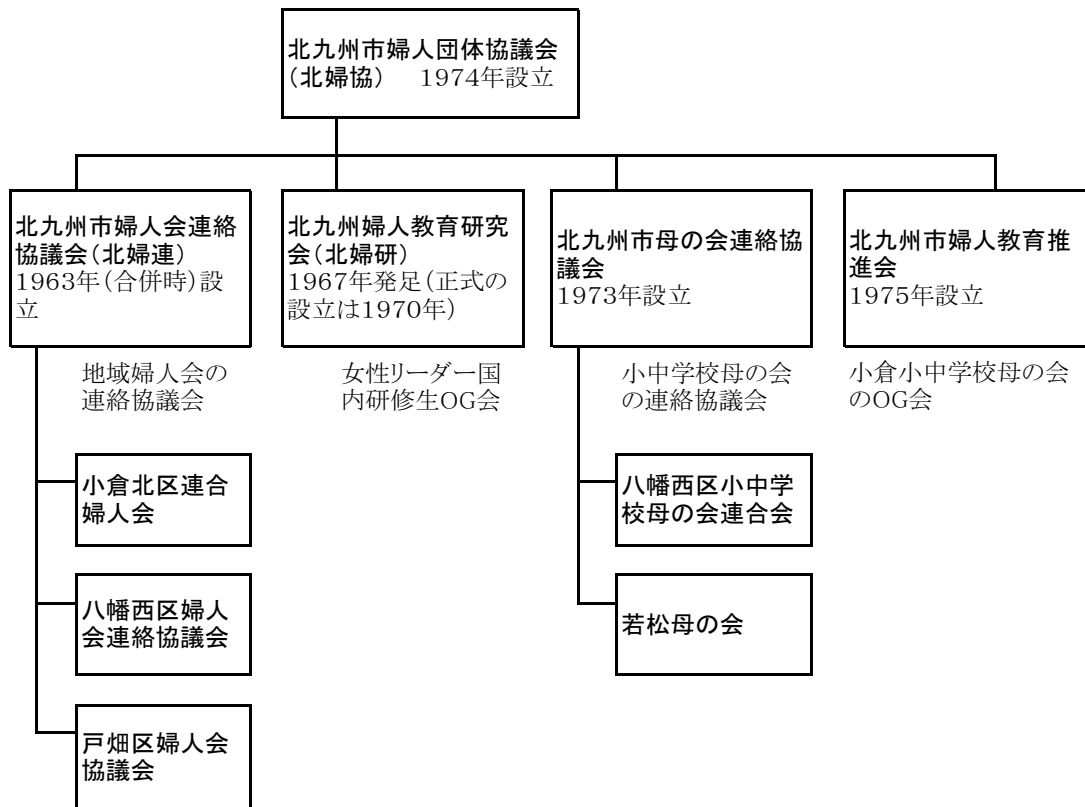 北九州市婦人団体協議会
(北婦協)　1974年設立
北九州市婦人会連絡
協議会(北婦連)
1963年(合併時)設
立
北九州婦人教育研究
会(北婦研)
1967年発足(正式の
設立は1970年)
北九州市母の会連絡協
議会
1973年設立
北九州市婦人教育推
進会
1975年設立
地域婦人会の
連絡協議会
女性リーダー国
内研修生OG会
小中学校母の会
の連絡協議会
小倉小中学校母の会
のOG会
小倉北区連合
婦人会
八幡西区婦人
会連絡協議会
戸畑区婦人会
協議会
八幡西区小中学
校母の会連合会
若松母の会